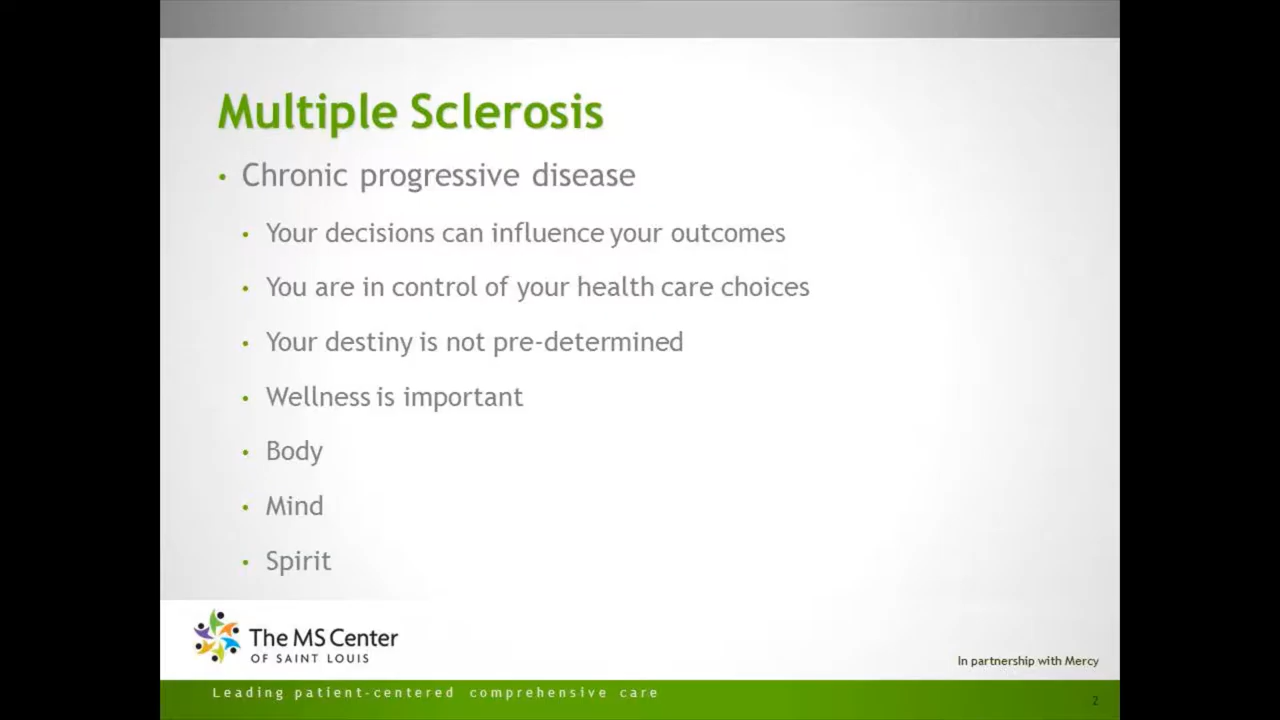 Multiple Sclerosis
• Chronic progressive disease
• Your decisions can influence your outcomes
• You are in control of your health care choices
• Your destiny is not pre-determined
• Wellness is important
• Body
• Mind
• Spirit
The MS Center
OF SAINT LOUIS
In partnership with Mercy
Leading patient-centered comprehensive care
2